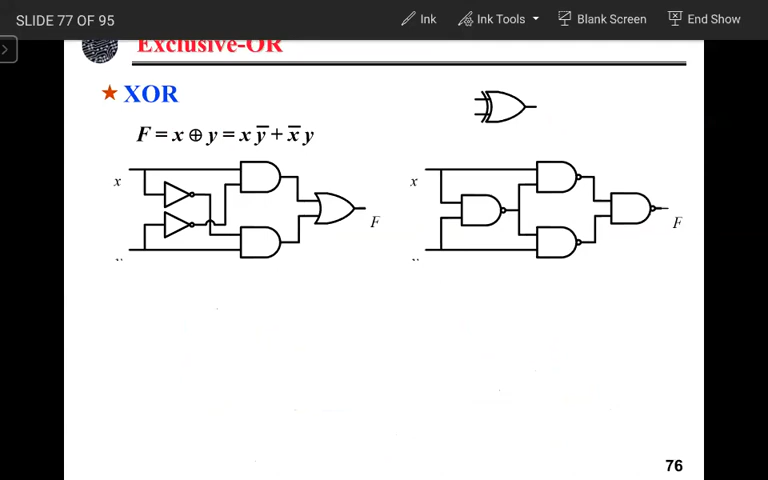 SLIDE 77 OF 95
Ink
Ink Tools
Blank Screen
End Show
Exclusive-OR
★ XOR
F = x ⊕ y = x y̅ + x̅ y
x
F
x
F
76